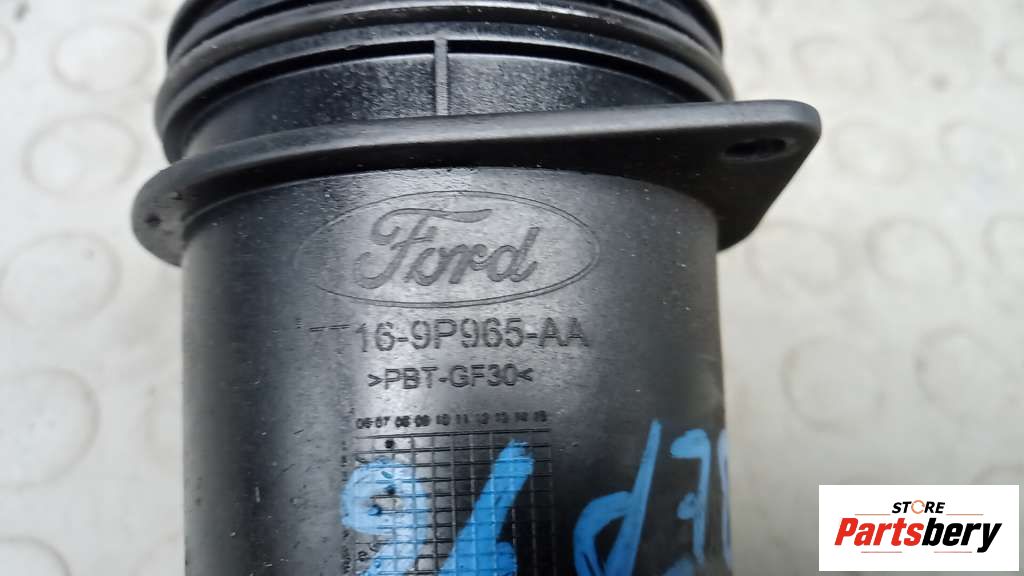 Ford
16-9P965-AA
>PBT-GF30<
06 07 08 09 10 11 12 13 14 15
STORE
Partsbery